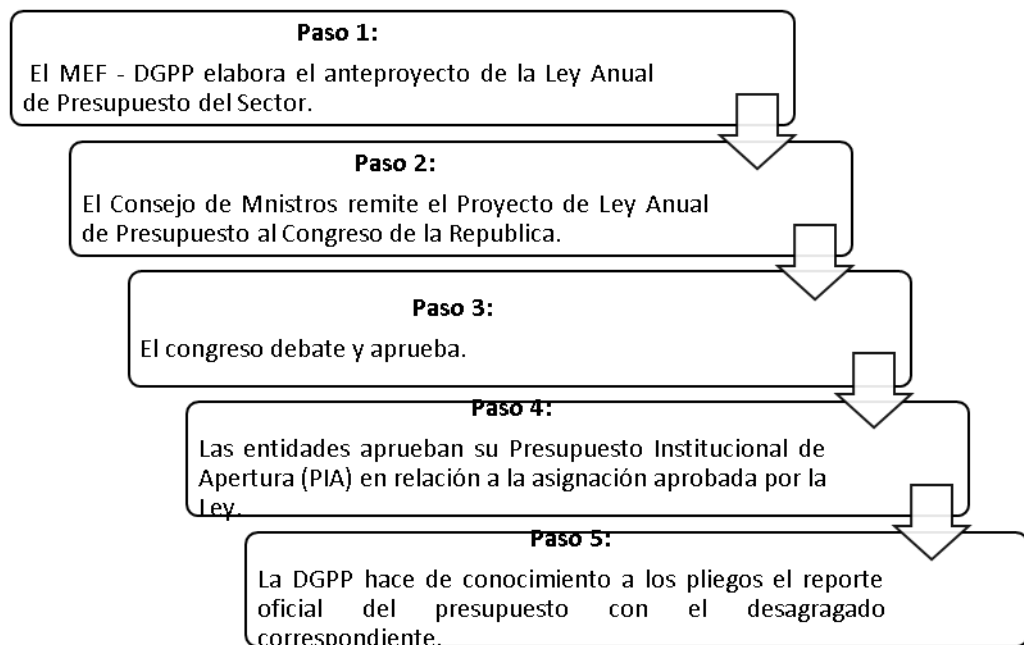 Paso 1:
El MEF - DGPP elabora el anteproyecto de la Ley Anual
de Presupuesto del Sector.
Paso 2:
El Consejo de Mnistros remite el Proyecto de Ley Anual
de Presupuesto al Congreso de la Republica.
Paso 3:
El congreso debate y aprueba.
Paso 4:
Las entidades aprueban su Presupuesto Institucional de
Apertura (PIA) en relación a la asignación aprobada por la
Ley.
Paso 5:
La DGPP hace de conocimiento a los pliegos el reporte
oficial del presupuesto con el desagragado
correspondiente.